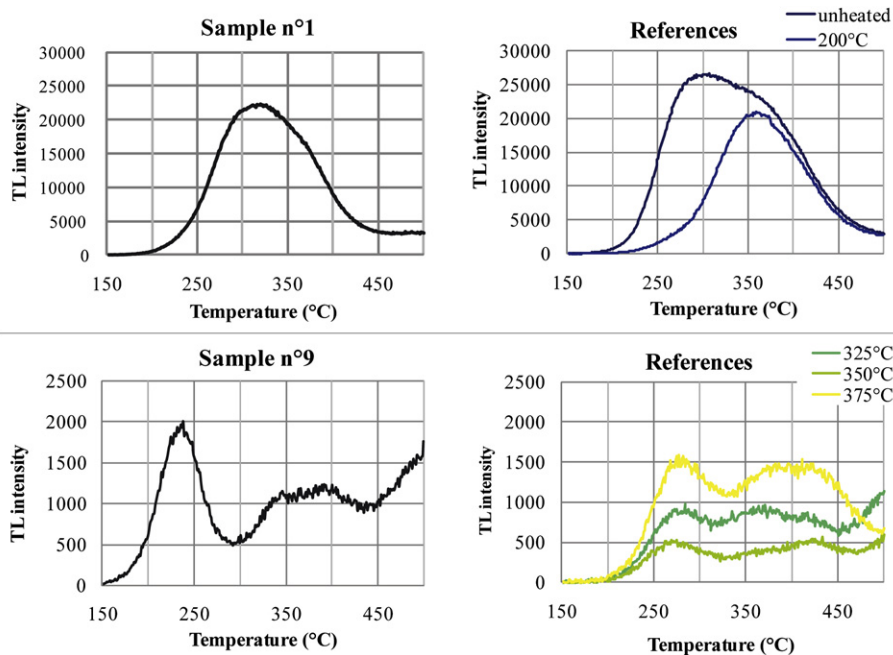 Sample n°1
TL intensity
30000
25000
20000
15000
10000
5000
0
150 250 350 450
Temperature (°C)
References
unheated
200°C
TL intensity
30000
25000
20000
15000
10000
5000
0
150 250 350 450
Temperature (°C)
Sample n°9
TL intensity
2500
2000
1500
1000
500
0
150 250 350 450
Temperature (°C)
References
325°C
350°C
375°C
TL intensity
2500
2000
1500
1000
500
0
150 250 350 450
Temperature (°C)